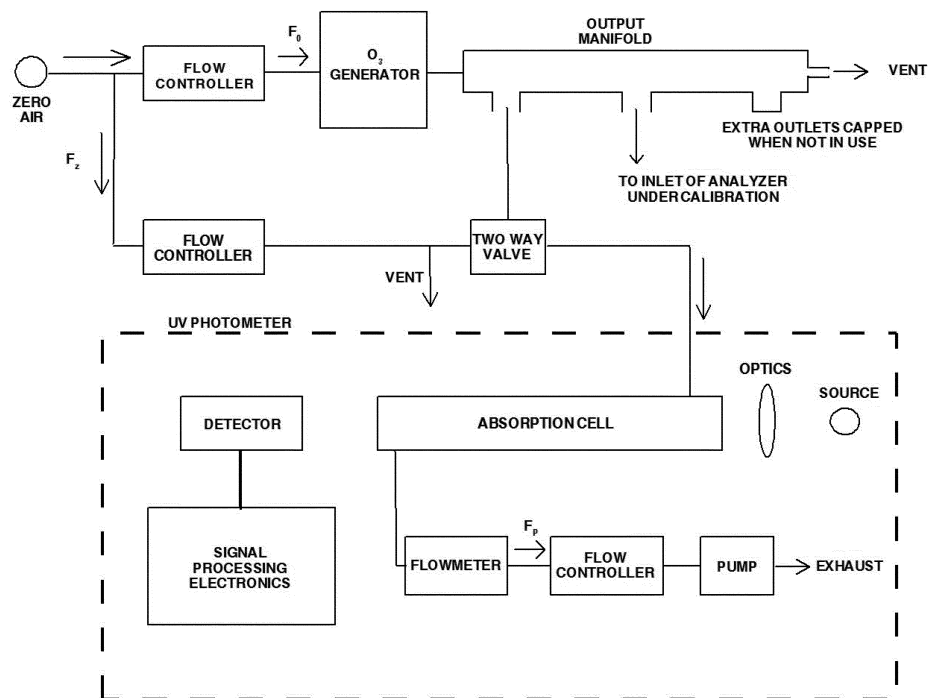 ZERO
AIR
FLOW
CONTROLLER
F₀
O₃
GENERATOR
OUTPUT
MANIFOLD
VENT
EXTRA OUTLETS CAPPED
WHEN NOT IN USE
TO INLET OF ANALYZER
UNDER CALIBRATION
F_z
FLOW
CONTROLLER
VENT
TWO WAY
VALVE
UV PHOTOMETER
OPTICS
SOURCE
DETECTOR
ABSORPTION CELL
SIGNAL
PROCESSING
ELECTRONICS
FLOWMETER
F_p
FLOW
CONTROLLER
PUMP
EXHAUST